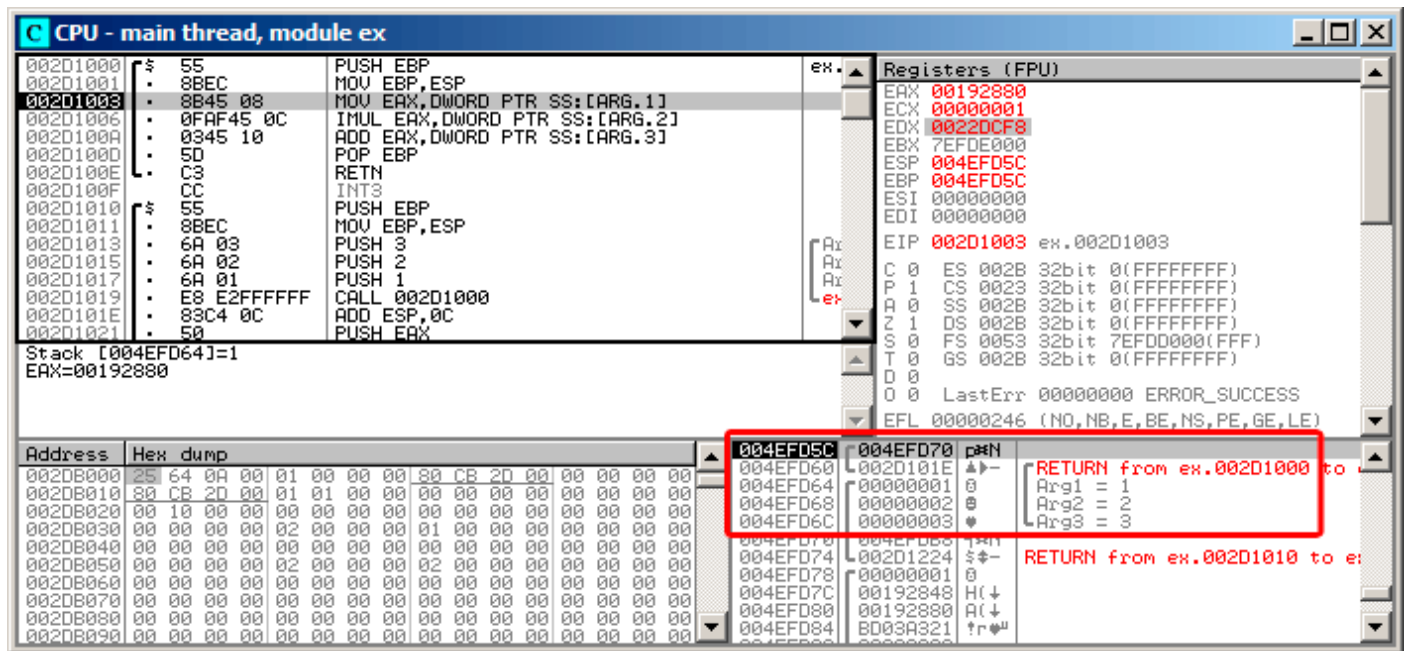 C CPU - main thread, module ex
002D1000 $ 55 PUSH EBP ex.
002D1001 . 8BEC MOV EBP,ESP
002D1003 . 8B45 08 MOV EAX,DWORD PTR SS:[ARG.1]
002D1006 . 0FAF45 0C IMUL EAX,DWORD PTR SS:[ARG.2]
002D100A . 0345 10 ADD EAX,DWORD PTR SS:[ARG.3]
002D100D . 5D POP EBP
002D100E . C3 RETN
002D100F CC INT3
002D1010 $ 55 PUSH EBP
002D1011 . 8BEC MOV EBP,ESP
002D1013 . 6A 03 PUSH 3
002D1015 . 6A 02 PUSH 2
002D1017 . 6A 01 PUSH 1
002D1019 . E8 E2FFFFFF CALL 002D1000
002D101E . 83C4 0C ADD ESP,0C
002D1021 . 50 PUSH EAX
Stack [004EFD64]=1
EAX=00192880
Registers (FPU)
EAX 00192880
ECX 00000001
EDX 0022DCF8
EBX 7EFDE000
ESP 004EFD5C
EBP 004EFD5C
ESI 00000000
EDI 00000000
EIP 002D1003 ex.002D1003
C 0 ES 002B 32bit 0(FFFFFFFF)
P 1 CS 0023 32bit 0(FFFFFFFF)
A 0 SS 002B 32bit 0(FFFFFFFF)
Z 1 DS 002B 32bit 0(FFFFFFFF)
S 0 FS 0053 32bit 7EFDD000(FFF)
T 0 GS 002B 32bit 0(FFFFFFFF)
D 0
O 0 LastErr 00000000 ERROR_SUCCESS
EFL 00000246 (NO,NB,E,BE,NS,PE,GE,LE)
Address Hex dump
002DB000 25 64 0A 00 01 00 00 00 80 CB 2D 00 00 00 00 00
002DB010 80 CB 2D 00 01 01 00 00 00 00 00 00 00 00 00 00
002DB020 00 10 00 00 00 00 00 00 00 00 00 00 00 00 00 00
002DB030 00 00 00 00 02 00 00 00 01 00 00 00 00 00 00 00
002DB040 00 00 00 00 00 00 00 00 00 00 00 00 00 00 00 00
002DB050 00 00 00 00 02 00 00 00 02 00 00 00 00 00 00 00
002DB060 00 00 00 00 00 00 00 00 00 00 00 00 00 00 00 00
002DB070 00 00 00 00 00 00 00 00 00 00 00 00 00 00 00 00
002DB080 00 00 00 00 00 00 00 00 00 00 00 00 00 00 00 00
002DB090 00 00 00 00 00 00 00 00 00 00 00 00 00 00 00 00
004EFD5C 004EFD70
004EFD60 002D101E RETURN from ex.002D1000 to
004EFD64 00000001 Arg1 = 1
004EFD68 00000002 Arg2 = 2
004EFD6C 00000003 Arg3 = 3
004EFD70 004EFDB8
004EFD74 002D1224 RETURN from ex.002D1010 to
004EFD78 00000001
004EFD7C 00192848 H(↓
004EFD80 00192880
004EFD84 BD03A321